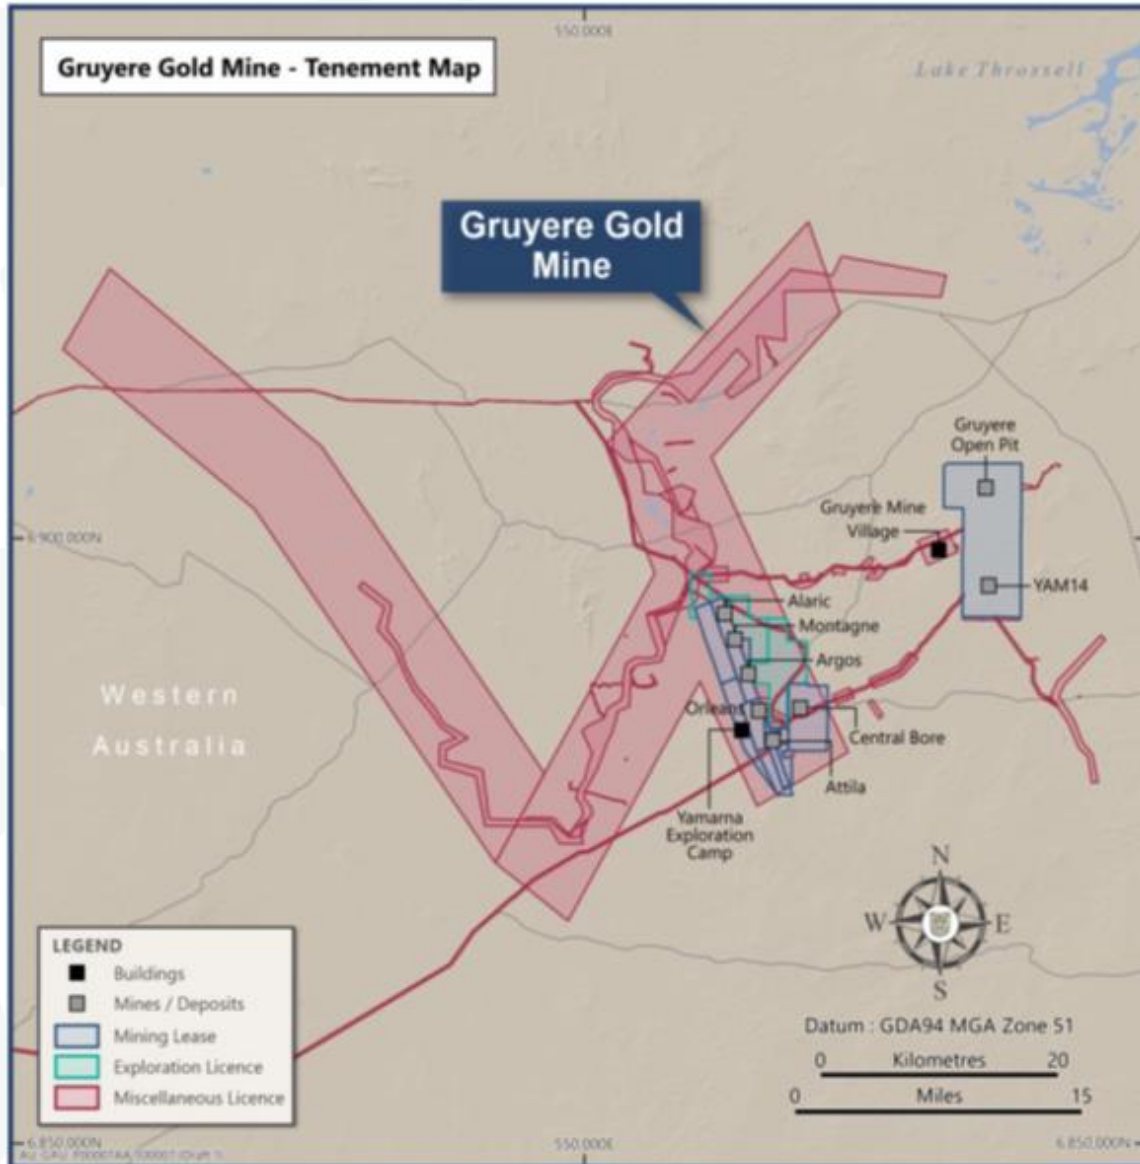 550,000E
Gruyere Gold Mine - Tenement Map
Lake Throssell
Gruyere Gold
Mine
Gruyere
Open Pit
Gruyere Mine
Village
6,900,000N
YAM14
Alaric
Montagne
Argos
Western
Australia
Orleans
Central Bore
Attila
Yamarna
Exploration
Camp
N
W
E
S
LEGEND
Buildings
Mines / Deposits
Mining Lease
Exploration Licence
Miscellaneous Licence
Datum : GDA94 MGA Zone 51
0 Kilometres 20
0 Miles 15
6,850,000N
550,000E
6,850,000N